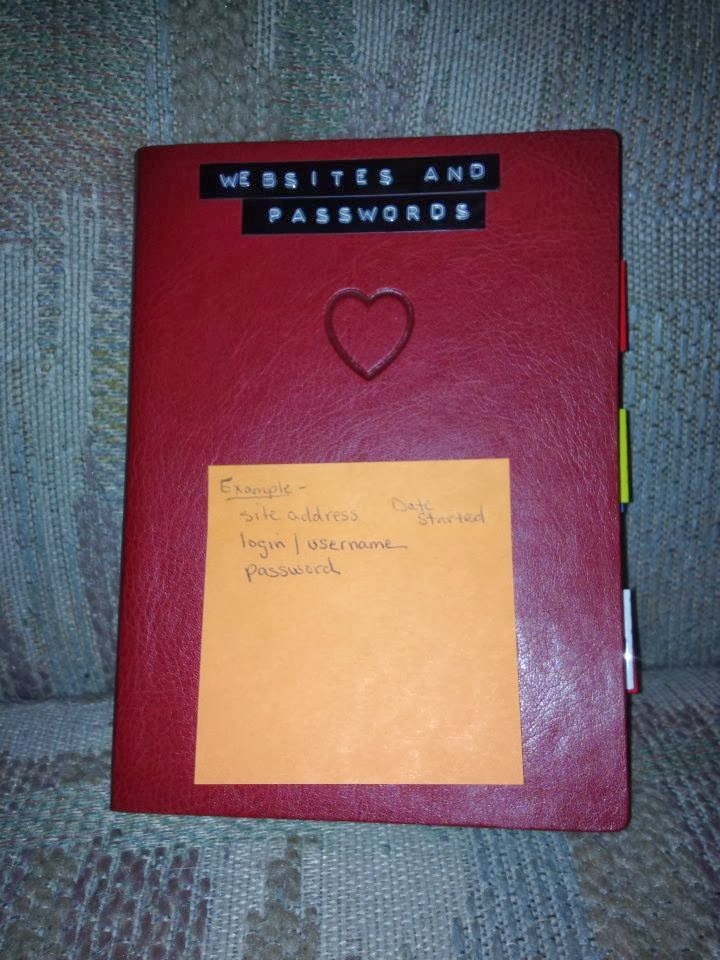 WEBSITES AND
PASSWORDS
Example -
site address Date Started
login / username
password